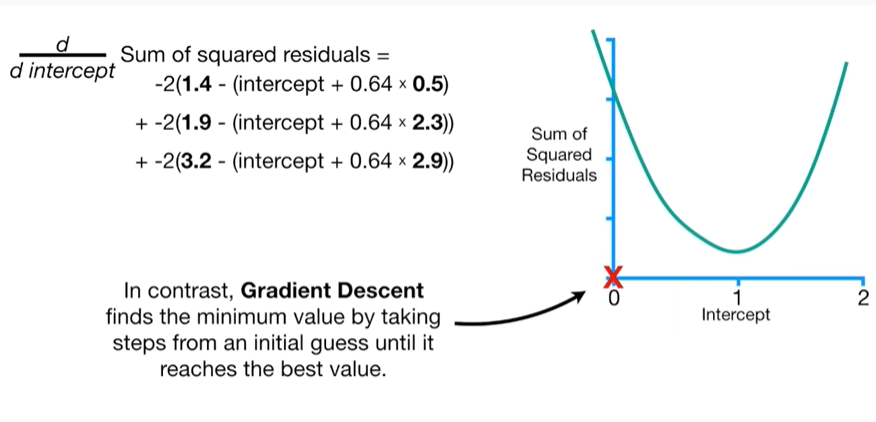 d
d intercept
Sum of squared residuals =
-2(1.4 - (intercept + 0.64 × 0.5)
+ -2(1.9 - (intercept + 0.64 × 2.3))
+ -2(3.2 - (intercept + 0.64 × 2.9))
Sum of
Squared
Residuals
X
0
1
2
Intercept
In contrast, Gradient Descent
finds the minimum value by taking
steps from an initial guess until it
reaches the best value.